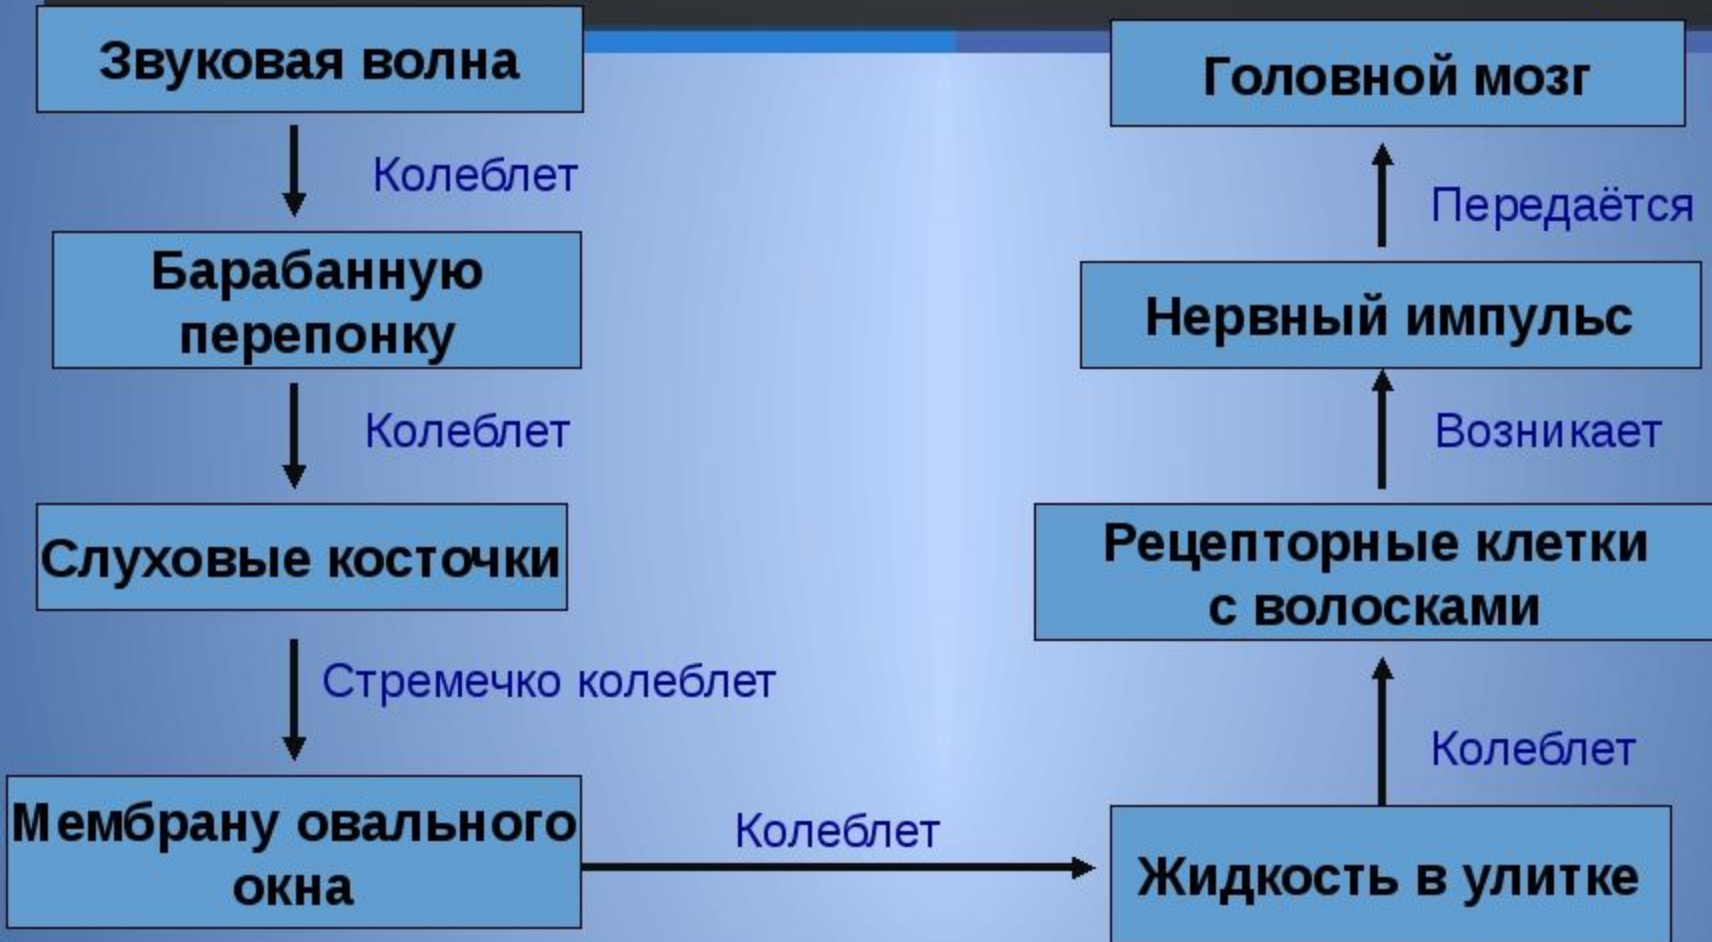 Звуковая волна
Колеблет
Барабанную
перепонку
Колеблет
Слуховые косточки
Стремечко колеблет
Мембрану овального
окна
Колеблет
Жидкость в улитке
Колеблет
Рецепторные клетки
с волосками
Возникает
Нервный импульс
Передаётся
Головной мозг